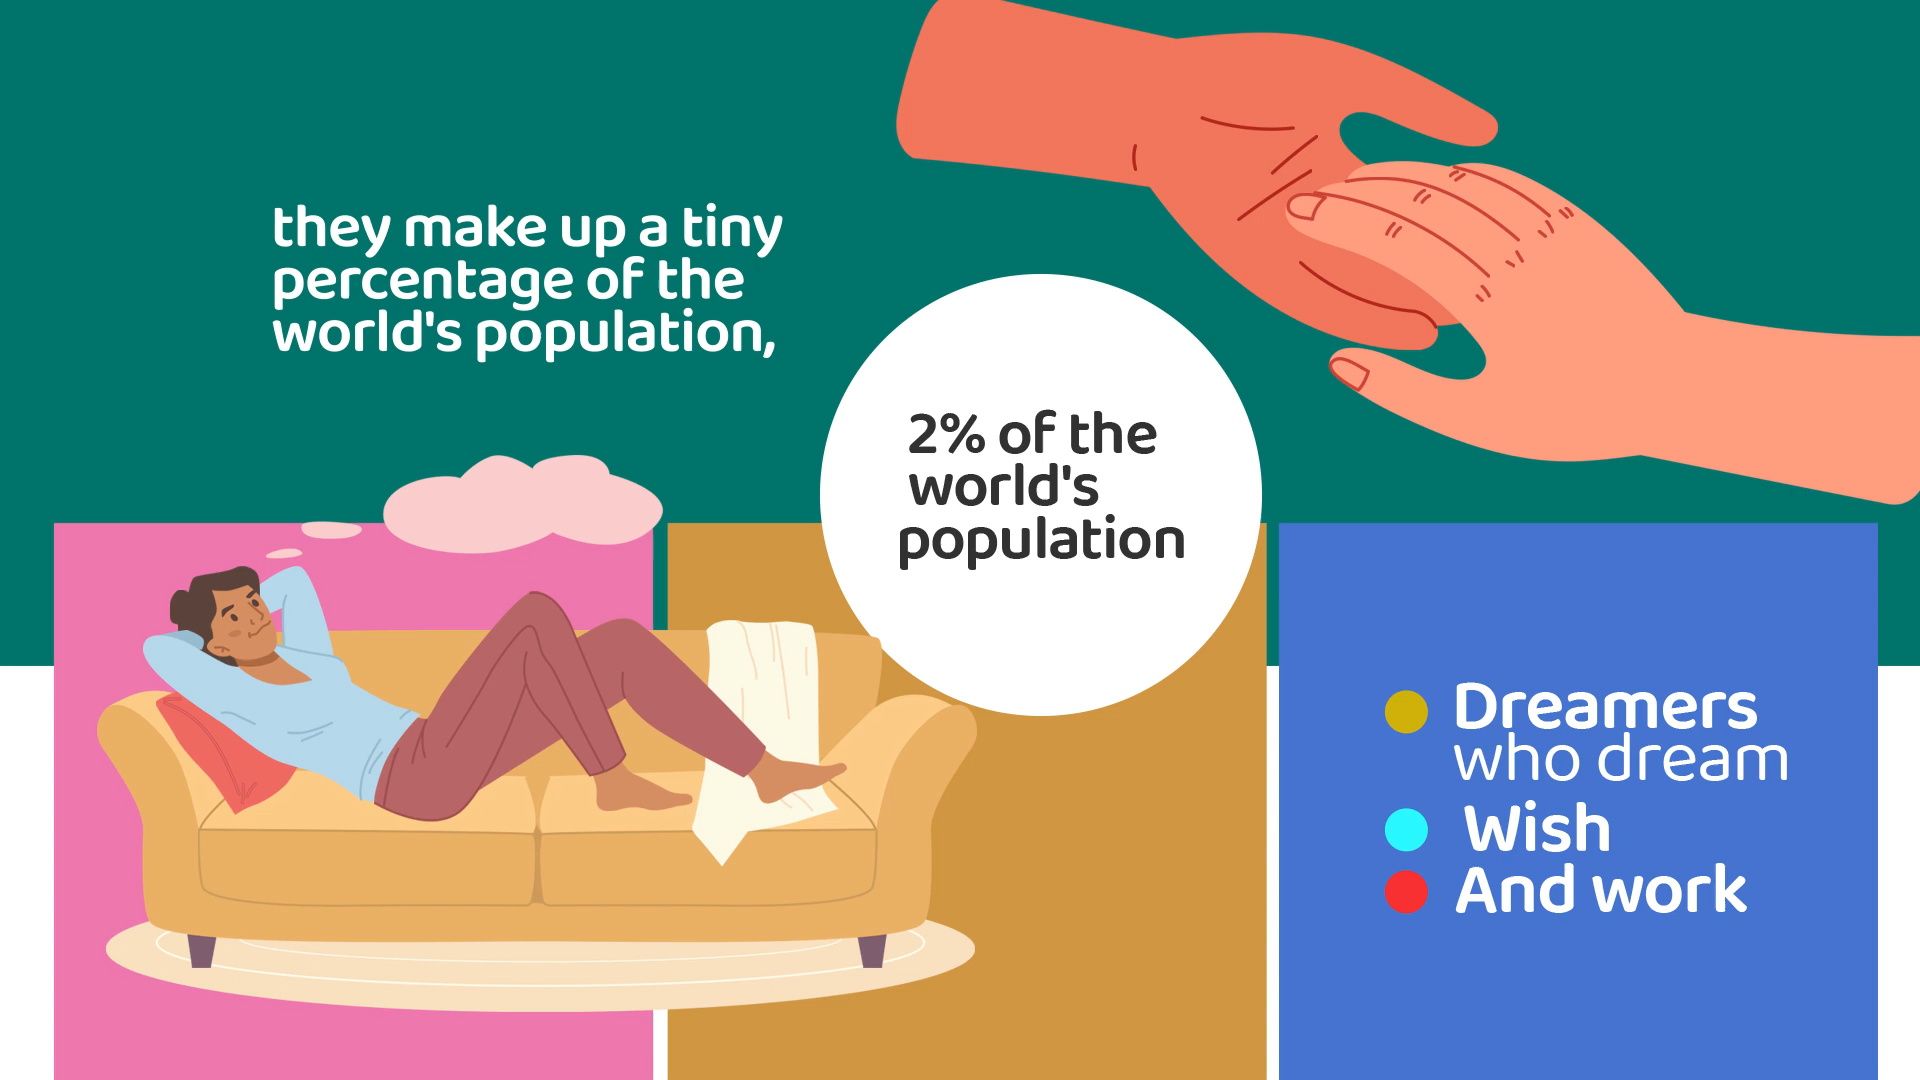 they make up a tiny
percentage of the
world's population,
2% of the
world's
population
Dreamers
who dream
Wish
And work